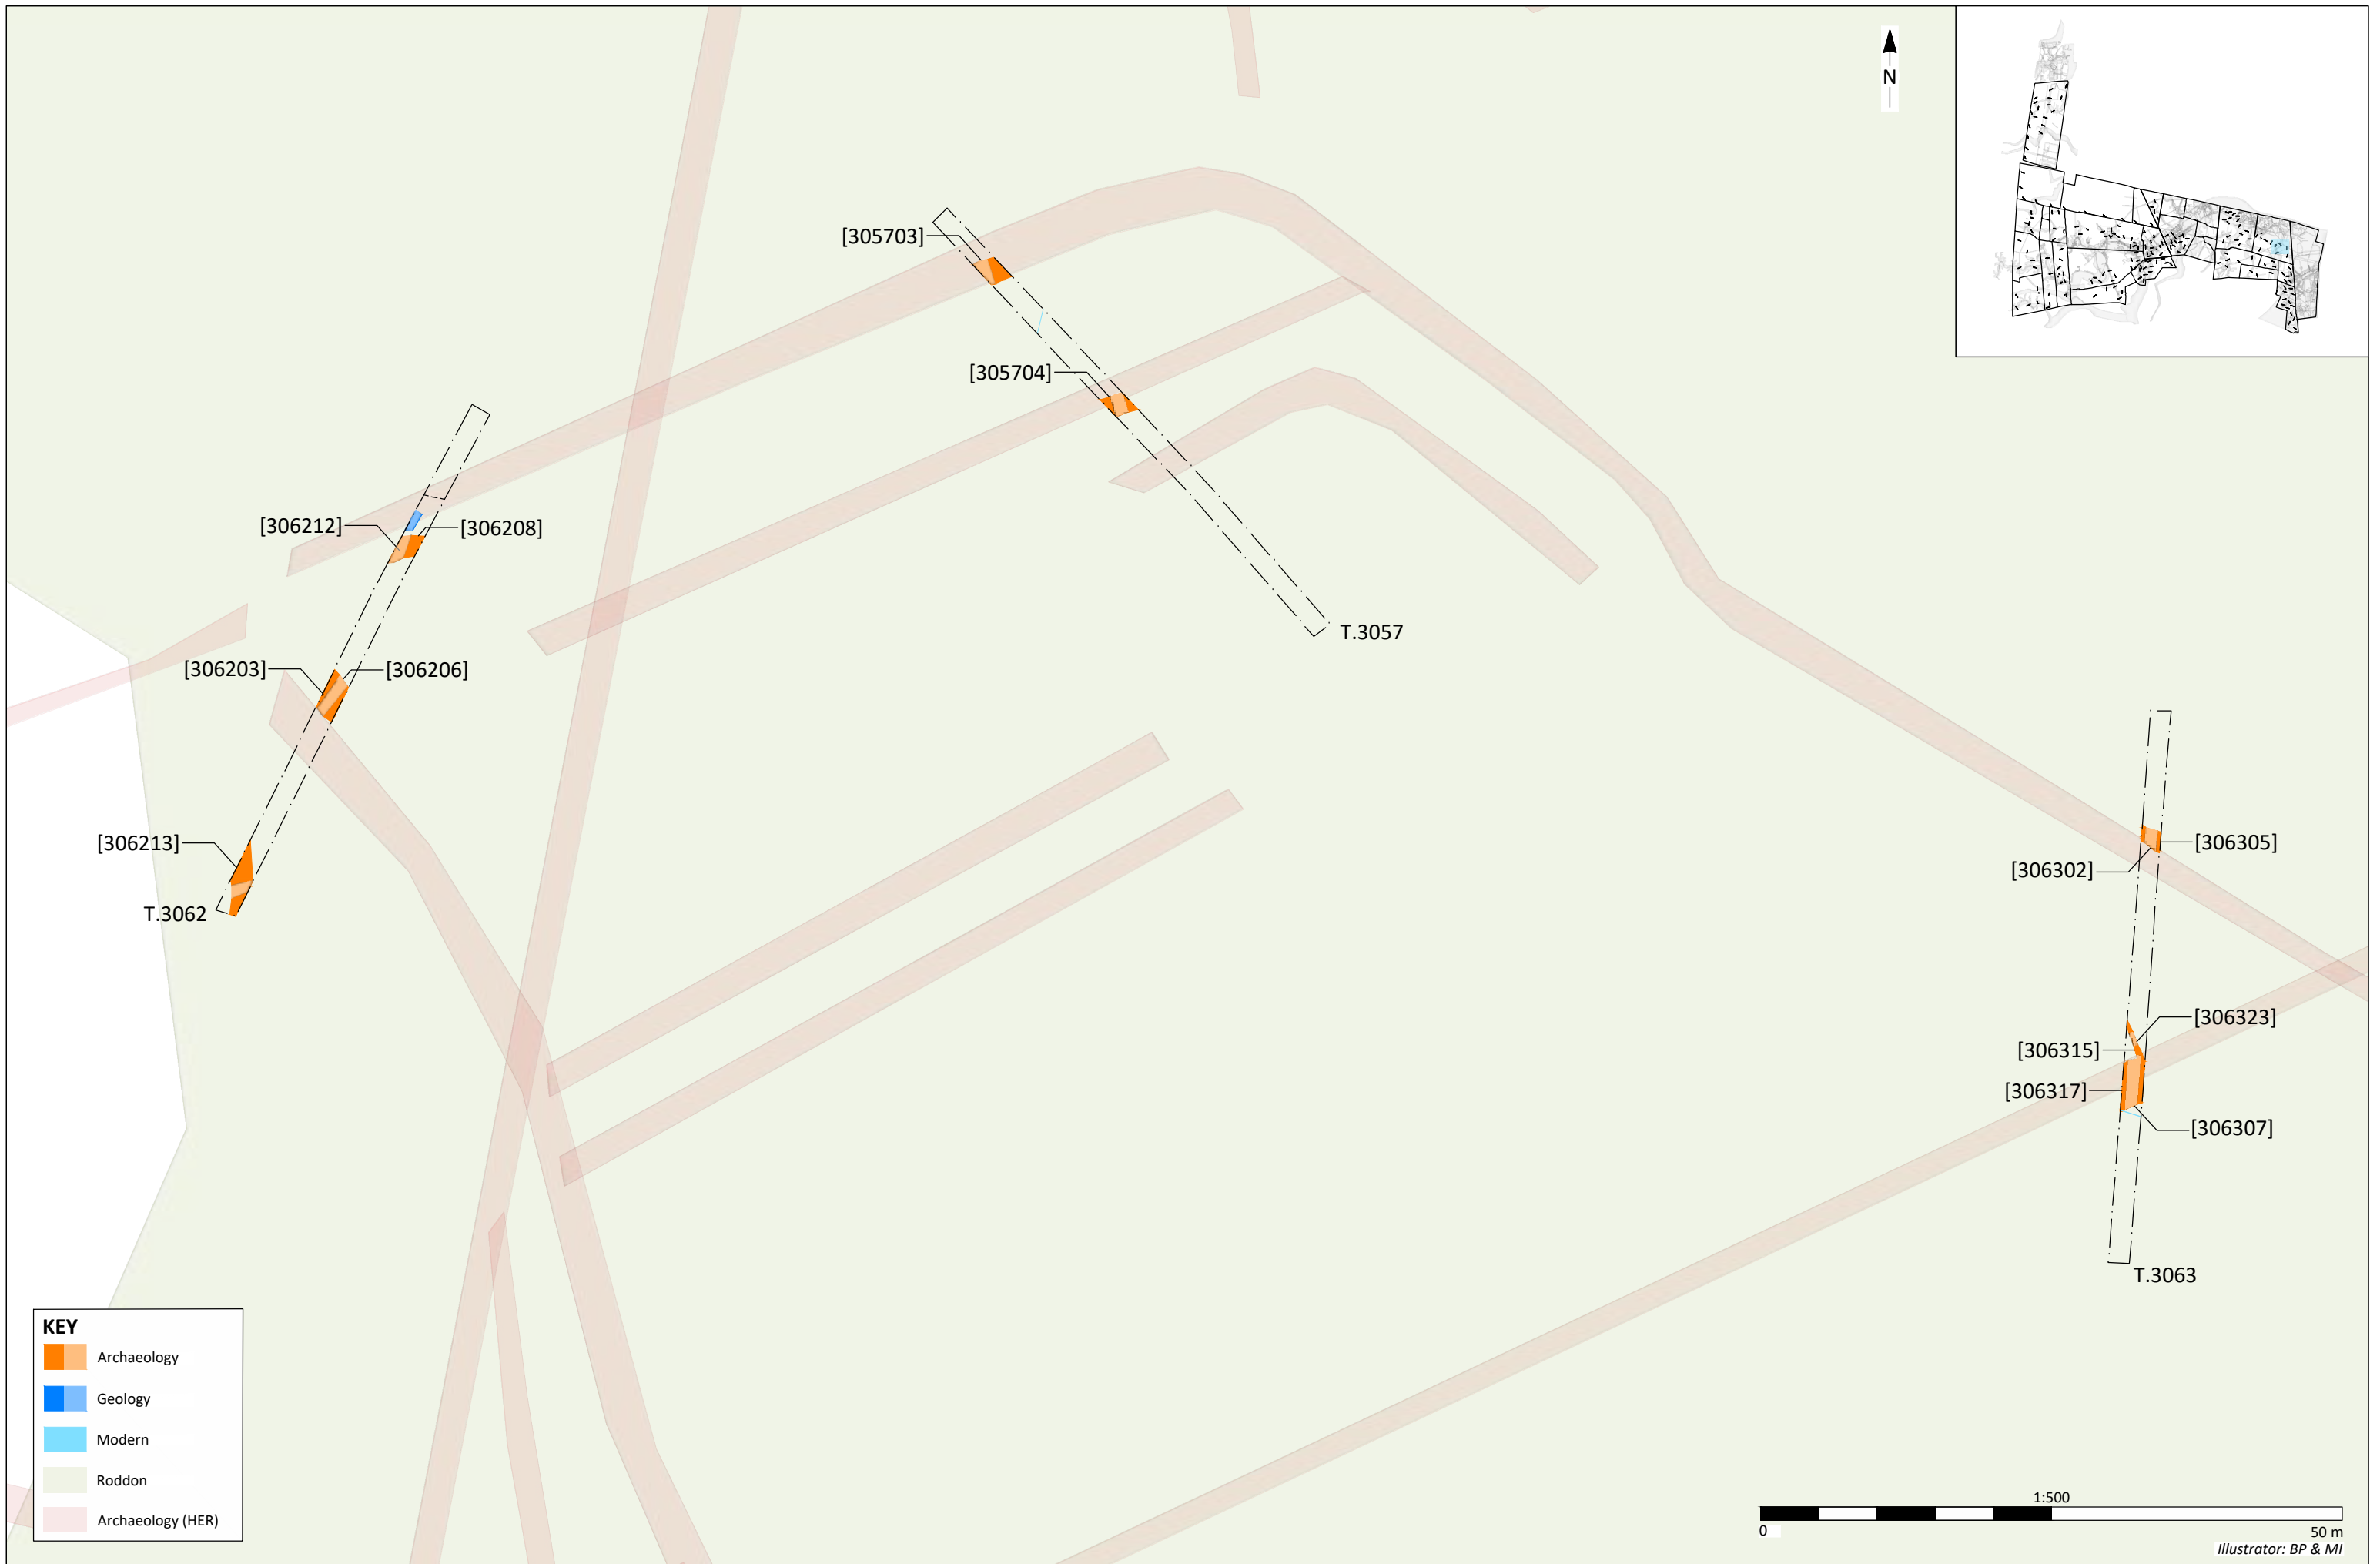 N
[305703]
[305704]
[306212]
[306208]
T.3057
[306203]
[306206]
[306213]
[306305]
[306302]
T.3062
[306323]
[306315]
[306317]
[306307]
T.3063
KEY
Archaeology
Geology
Modern
Roddon
Archaeology (HER)
1:500
0
50 m
Illustrator: BP & MI